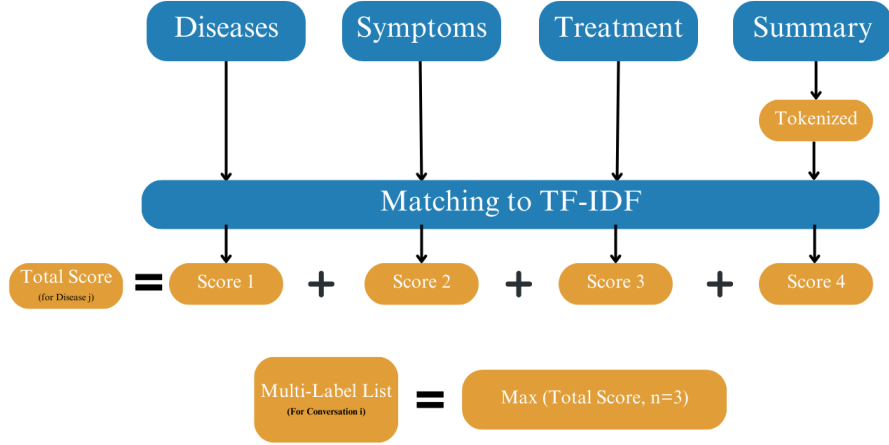 Diseases
Symptoms
Treatment
Summary
Tokenized
Matching to TF-IDF
Total Score
(for Disease j)
=
Score 1
+
Score 2
+
Score 3
+
Score 4
Multi-Label List
(For Conversation i)
=
Max (Total Score, n=3)